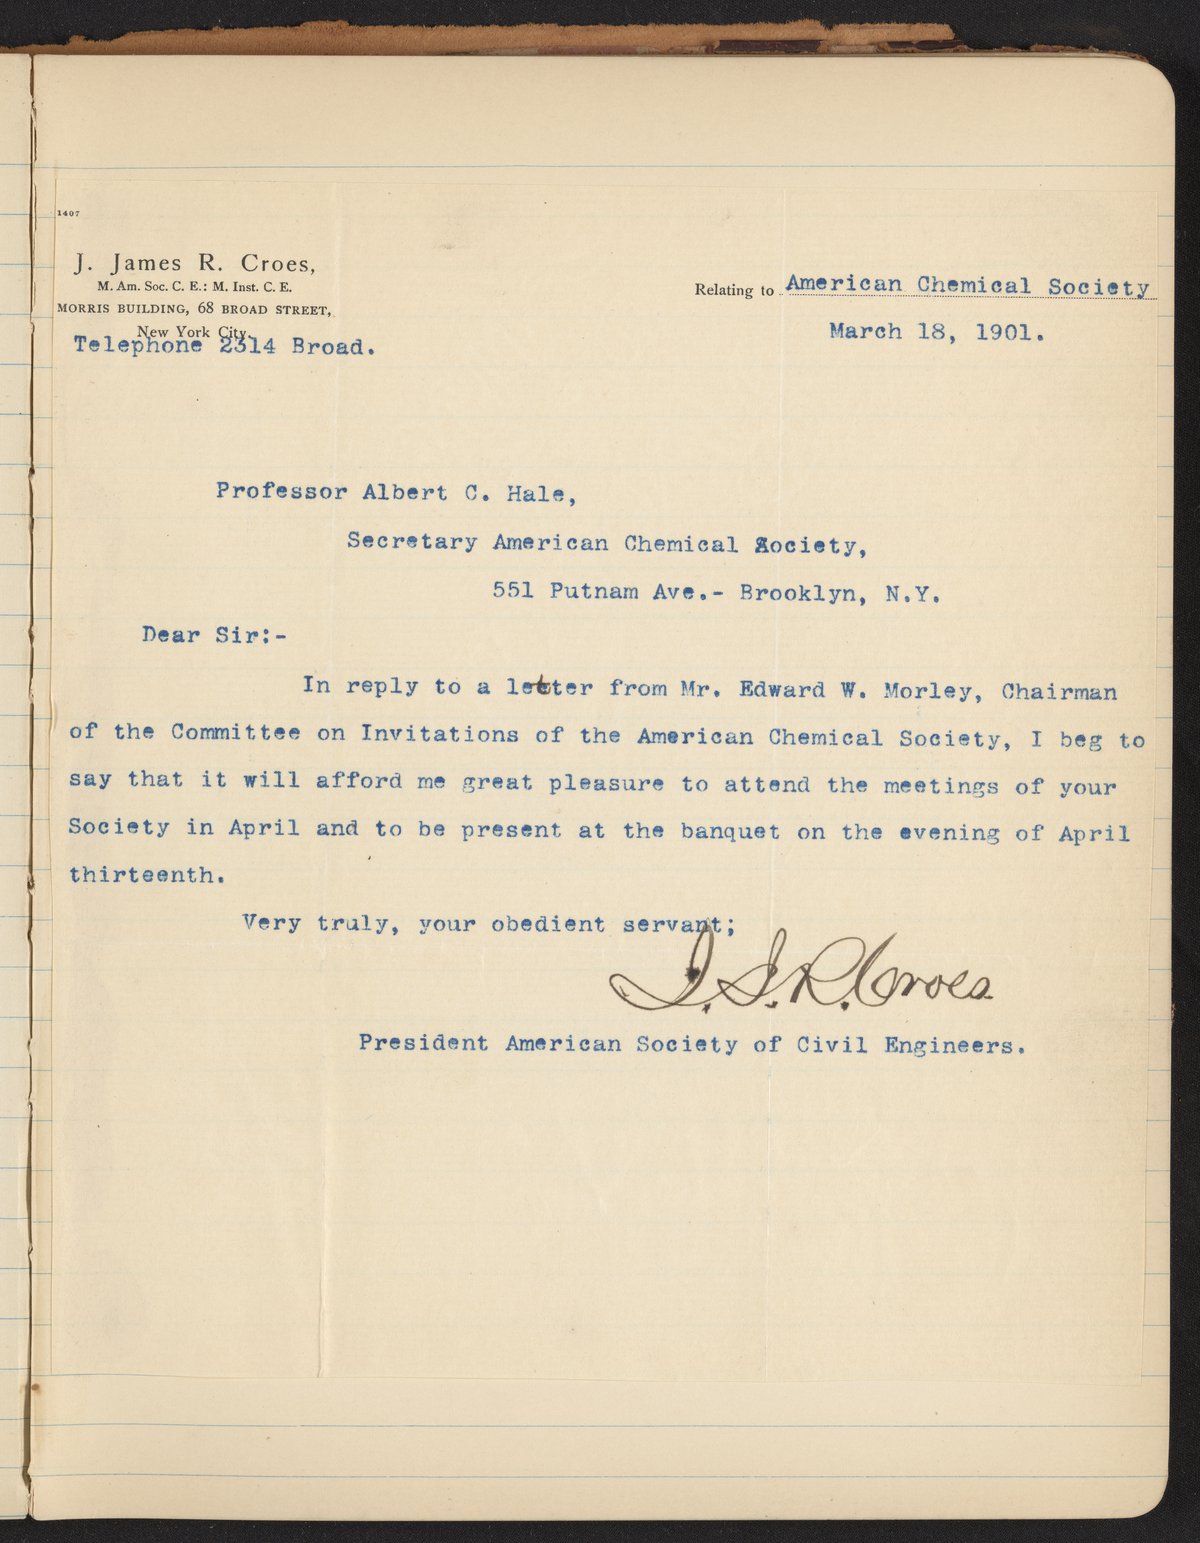 1407
J. James R. Croes,
M. Am. Soc. C. E.: M. Inst. C. E.
MORRIS BUILDING, 68 BROAD STREET,
New York City.
Telephone 2314 Broad.
Relating to American Chemical Society
March 18, 1901.
Professor Albert C. Hale,
Secretary American Chemical Society,
551 Putnam Ave.- Brooklyn, N.Y.
Dear Sir:-
In reply to a letter from Mr. Edward W. Morley, Chairman
of the Committee on Invitations of the American Chemical Society, I beg to
say that it will afford me great pleasure to attend the meetings of your
Society in April and to be present at the banquet on the evening of April
thirteenth.
Very truly, your obedient servant;
J. J. R. Croes.
President American Society of Civil Engineers.